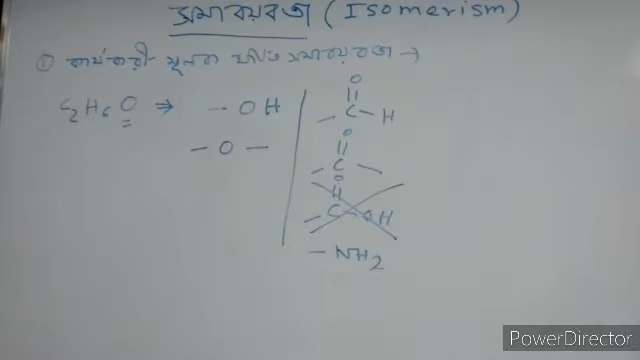 সমাবয়বতা (Isomerism)
① কার্যকরী মূলক ঘটিত সমাবয়বতা →
C2H6O ⇒ - OH
- O -
O
- C - H
O
- C -
O
- C - OH
- NH2
PowerDirector